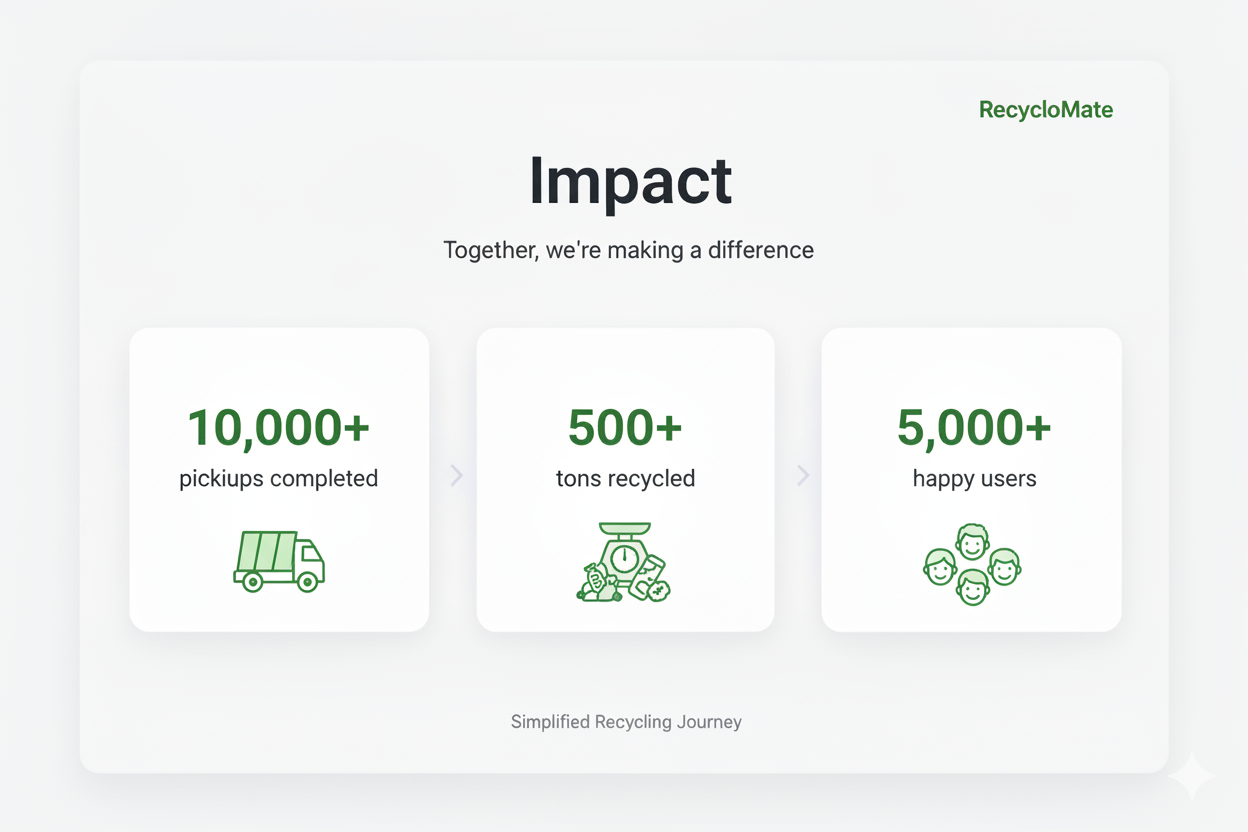 RecycloMate
Impact
Together, we're making a difference
10,000+
pickiups completed
500+
tons recycled
5,000+
happy users
Simplified Recycling Journey